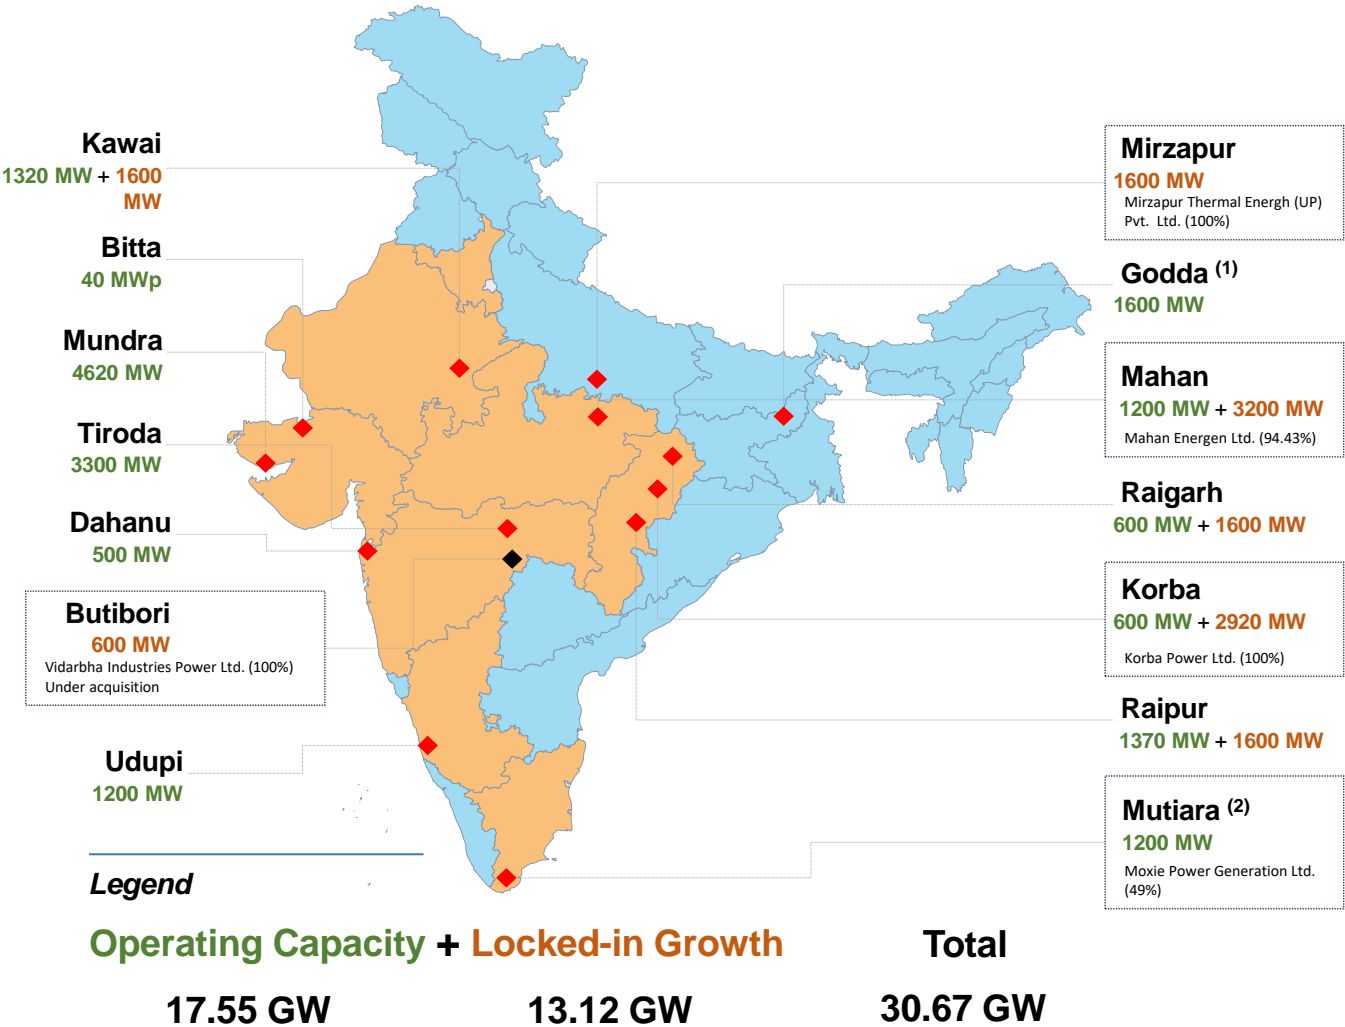 Kawai
1320 MW + 1600
MW
Bitta
40 MWp
Mundra
4620 MW
Tiroda
3300 MW
Dahanu
500 MW
Butibori
600 MW
Vidarbha Industries Power Ltd. (100%)
Under acquisition
Udupi
1200 MW
Mirzapur
1600 MW
Mirzapur Thermal Energh (UP)
Pvt. Ltd. (100%)
Godda (1)
1600 MW
Mahan
1200 MW + 3200 MW
Mahan Energen Ltd. (94.43%)
Raigarh
600 MW + 1600 MW
Korba
600 MW + 2920 MW
Korba Power Ltd. (100%)
Raipur
1370 MW + 1600 MW
Mutiara (2)
1200 MW
Moxie Power Generation Ltd.
(49%)
Legend
Operating Capacity + Locked-in Growth Total
17.55 GW 13.12 GW 30.67 GW